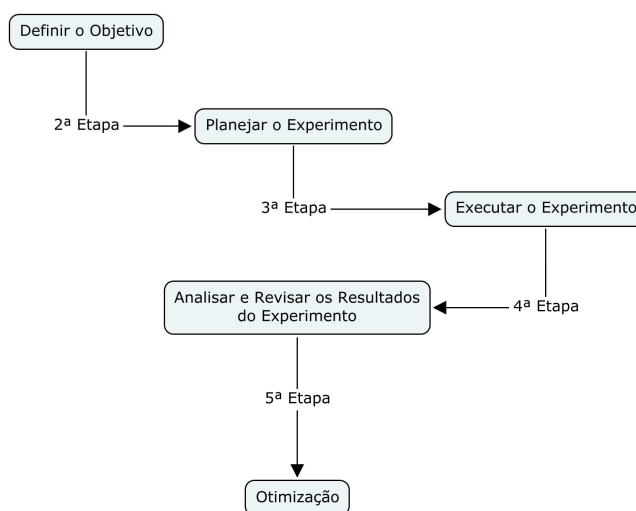 Definir o Objetivo
2ª Etapa
Planejar o Experimento
3ª Etapa
Executar o Experimento
4ª Etapa
Analisar e Revisar os Resultados
do Experimento
5ª Etapa
Otimização